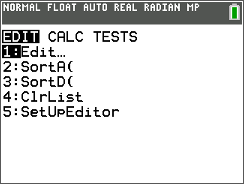 NORMAL FLOAT AUTO REAL RADIAN MP
EDIT CALC TESTS
1:Edit…
2:SortA(
3:SortD(
4:ClrList
5:SetUpEditor